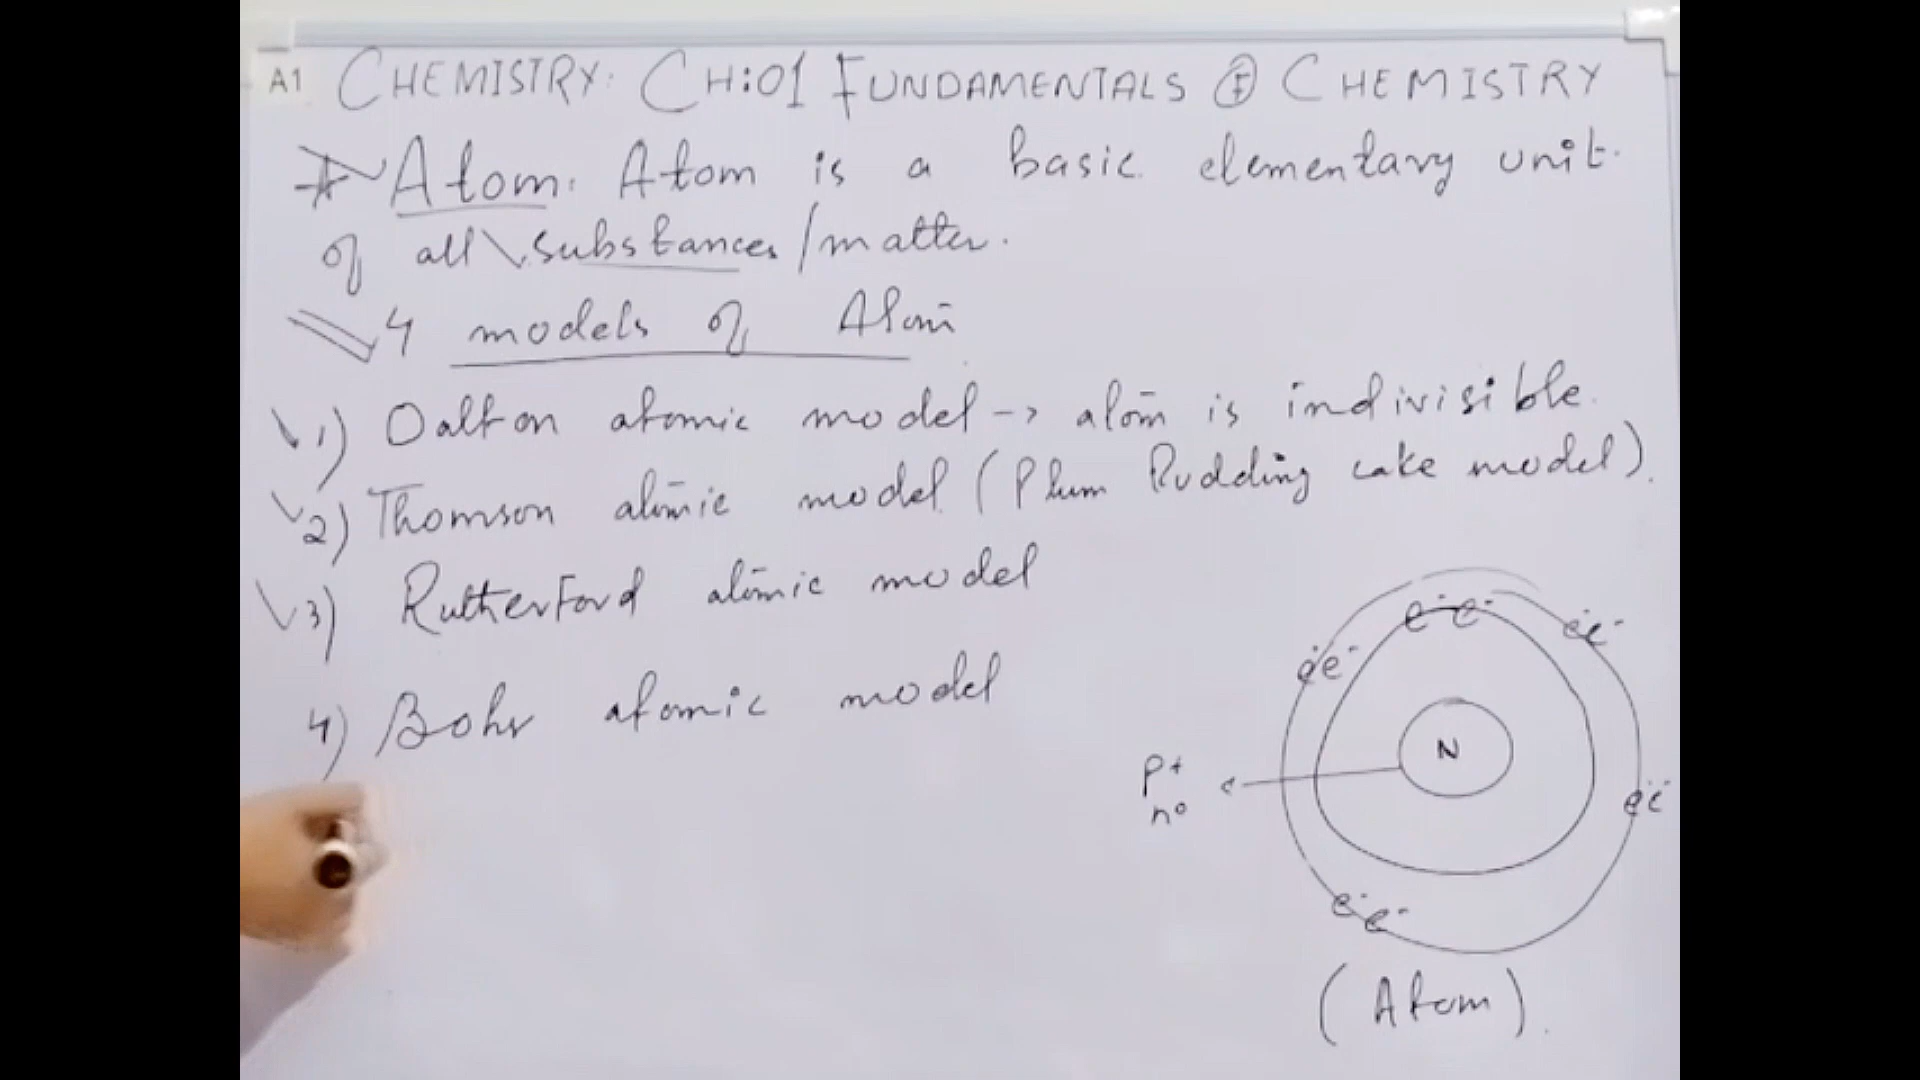 A1 CHEMISTRY: CH:01 FUNDAMENTALS OF CHEMISTRY
Atom: Atom is a basic elementary unit
of all substances/matter.
4 models of Atom
1) Dalton atomic model -> atom is indivisible.
2) Thomson atomic model (Plum Pudding cake model).
3) Rutherford atomic model
4) Bohr atomic model
e- e-
e- e-
e- e-
N
P+
n0
e- e-
e- e-
(Atom).